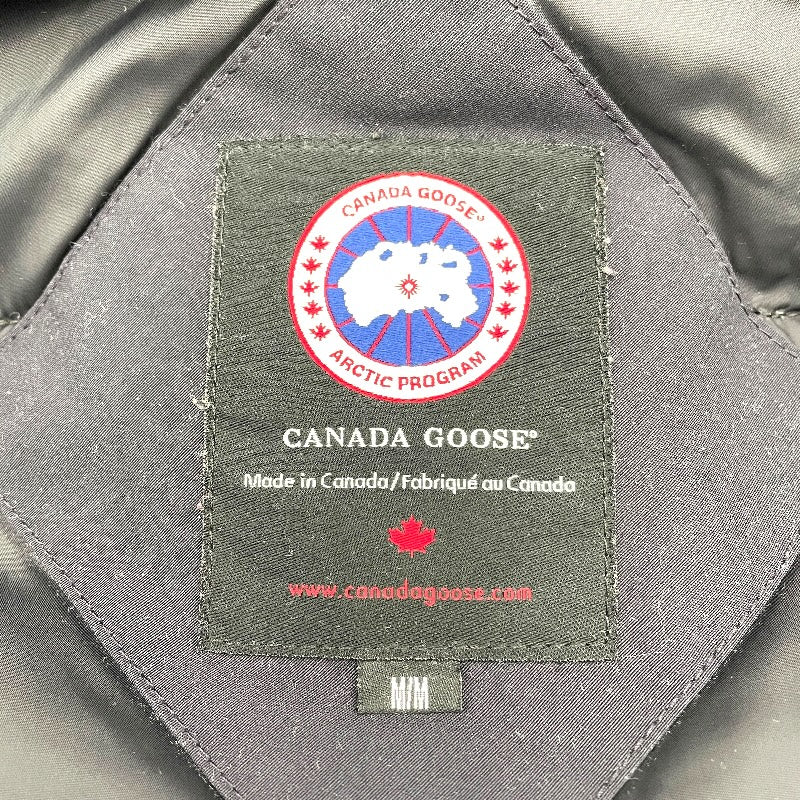 CANADA GOOSE®
ARCTIC PROGRAM
CANADA GOOSE®
Made in Canada/Fabriqué au Canada
www.canadagoose.com
M/M